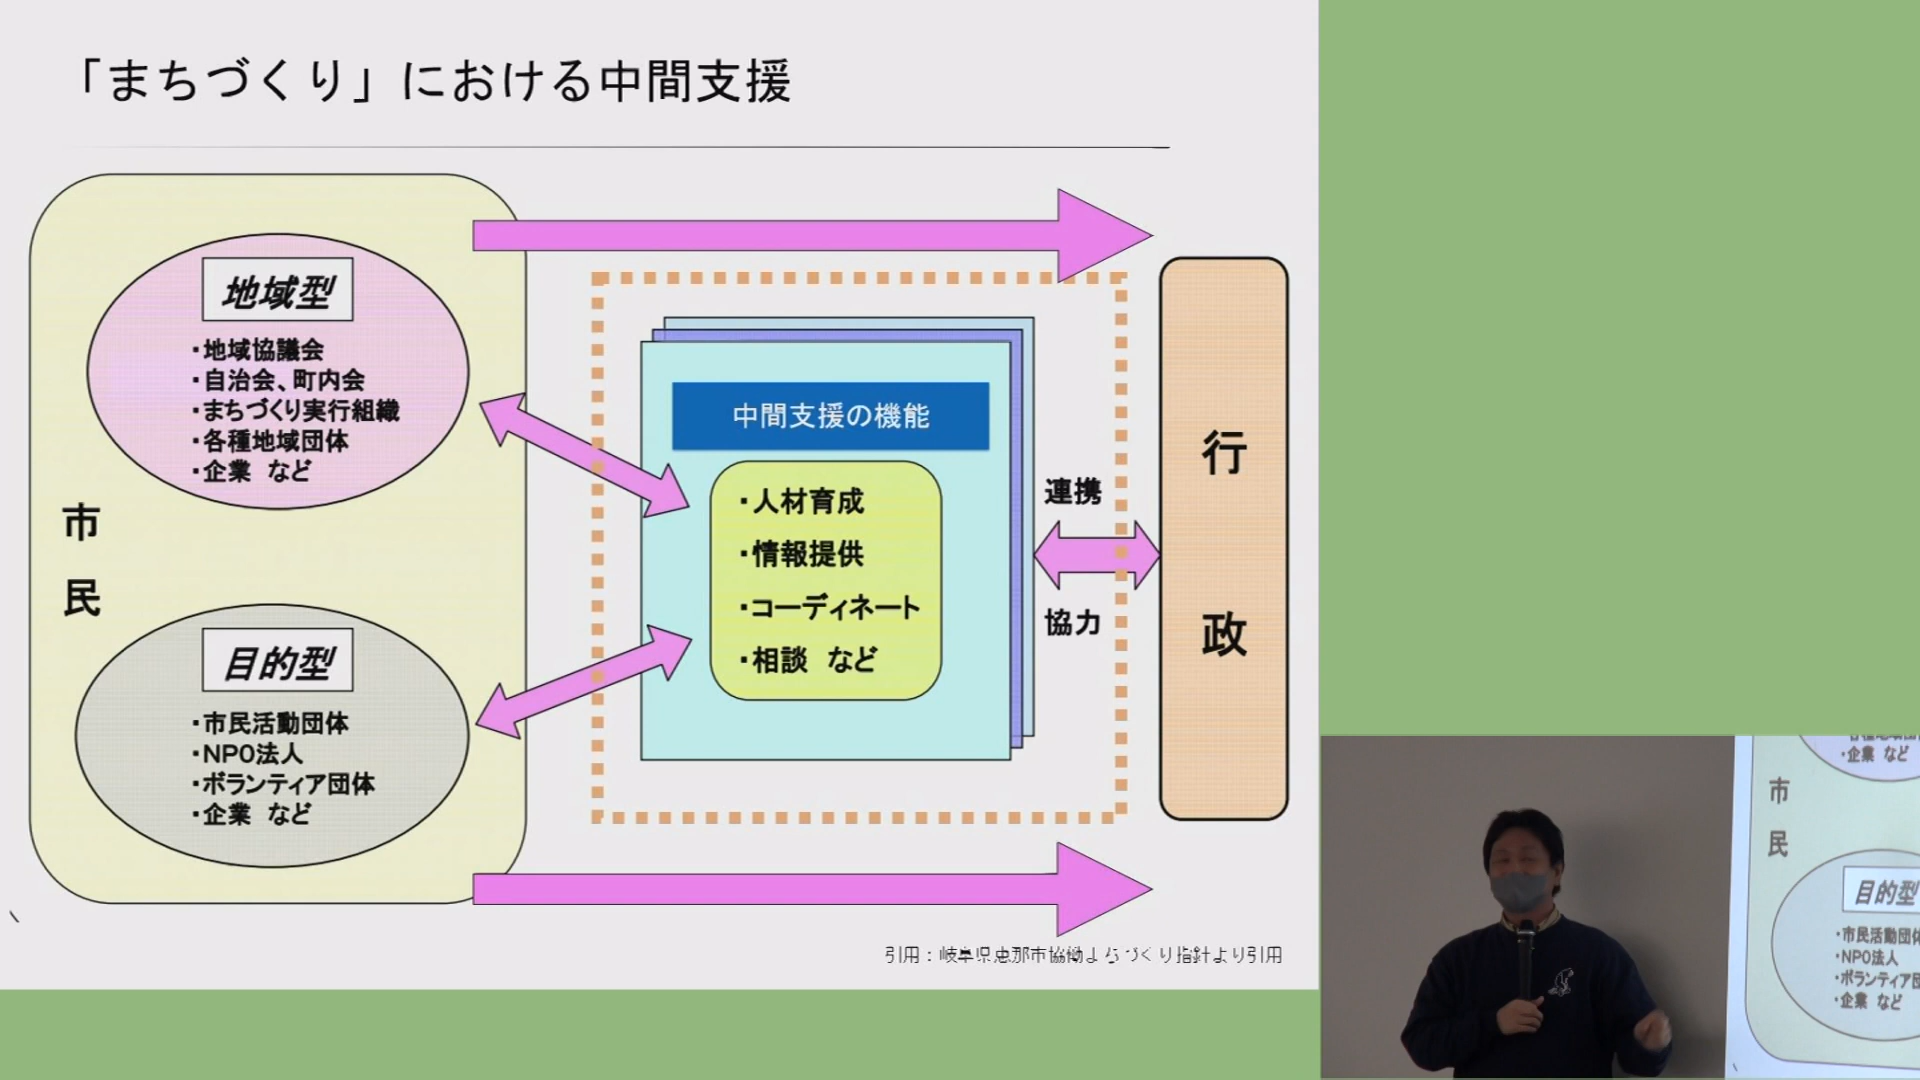 「まちづくり」における中間支援
地域型
・地域協議会
・自治会、町内会
・まちづくり実行組織
・各種地域団体
・企業 など
市民
目的型
・市民活動団体
・NPO法人
・ボランティア団体
・企業 など
中間支援の機能
・人材育成
・情報提供
・コーディネート
・相談 など
連携
協力
行政
引用：岐阜県恵那市協働まちづくり指針より引用
・企業 など
市民
目的型
・市民活動団体
・NPO法人
・ボランティア団
・企業 など